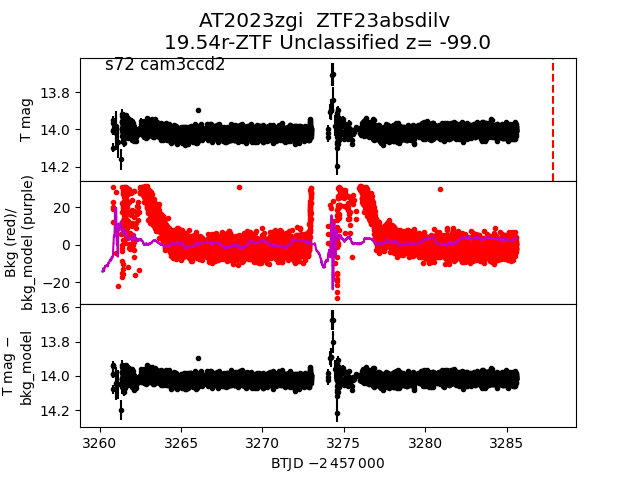 AT2023zgi ZTF23absdilv
19.54r-ZTF Unclassified z= -99.0
s72 cam3ccd2
T mag
13.8
14.0
14.2
Bkg (red)/
bkg_model (purple)
20
0
−20
T mag −
bkg_model
13.6
13.8
14.0
14.2
3260
3265
3270
3275
3280
3285
BTJD −2 457 000